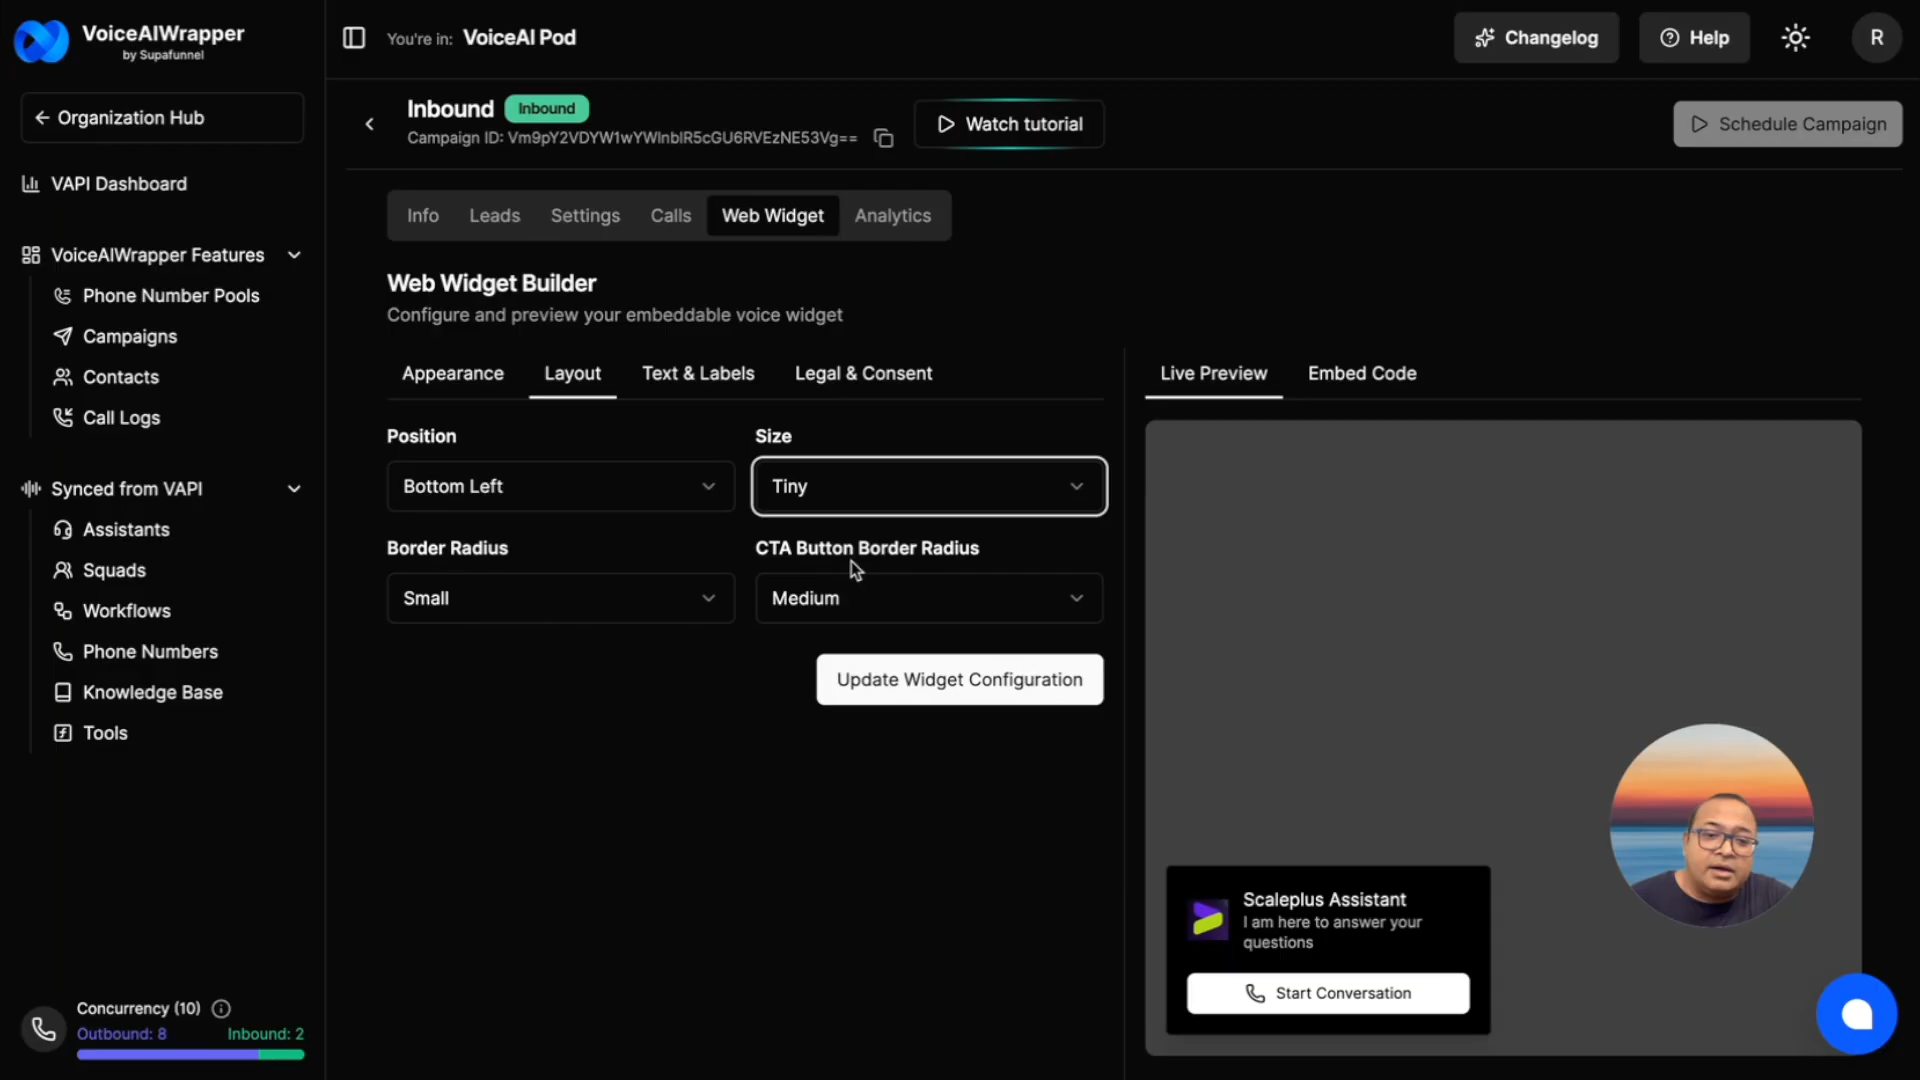 VoiceAIWrapper
by Supafunnel
You're in: VoiceAI Pod
Changelog
Help
R
Organization Hub
VAPI Dashboard
VoiceAIWrapper Features
Phone Number Pools
Campaigns
Contacts
Call Logs
Synced from VAPI
Assistants
Squads
Workflows
Phone Numbers
Knowledge Base
Tools
Concurrency (10)
Outbound: 8
Inbound: 2
Inbound
Inbound
Campaign ID: Vm9pY2VDYW1wYWlnblR5cGU6RVEzNE53Vg==
Watch tutorial
Schedule Campaign
Info
Leads
Settings
Calls
Web Widget
Analytics
Web Widget Builder
Configure and preview your embeddable voice widget
Appearance
Layout
Text & Labels
Legal & Consent
Position
Size
Bottom Left
Tiny
Border Radius
CTA Button Border Radius
Small
Medium
Update Widget Configuration
Live Preview
Embed Code
Scaleplus Assistant
I am here to answer your
questions
Start Conversation